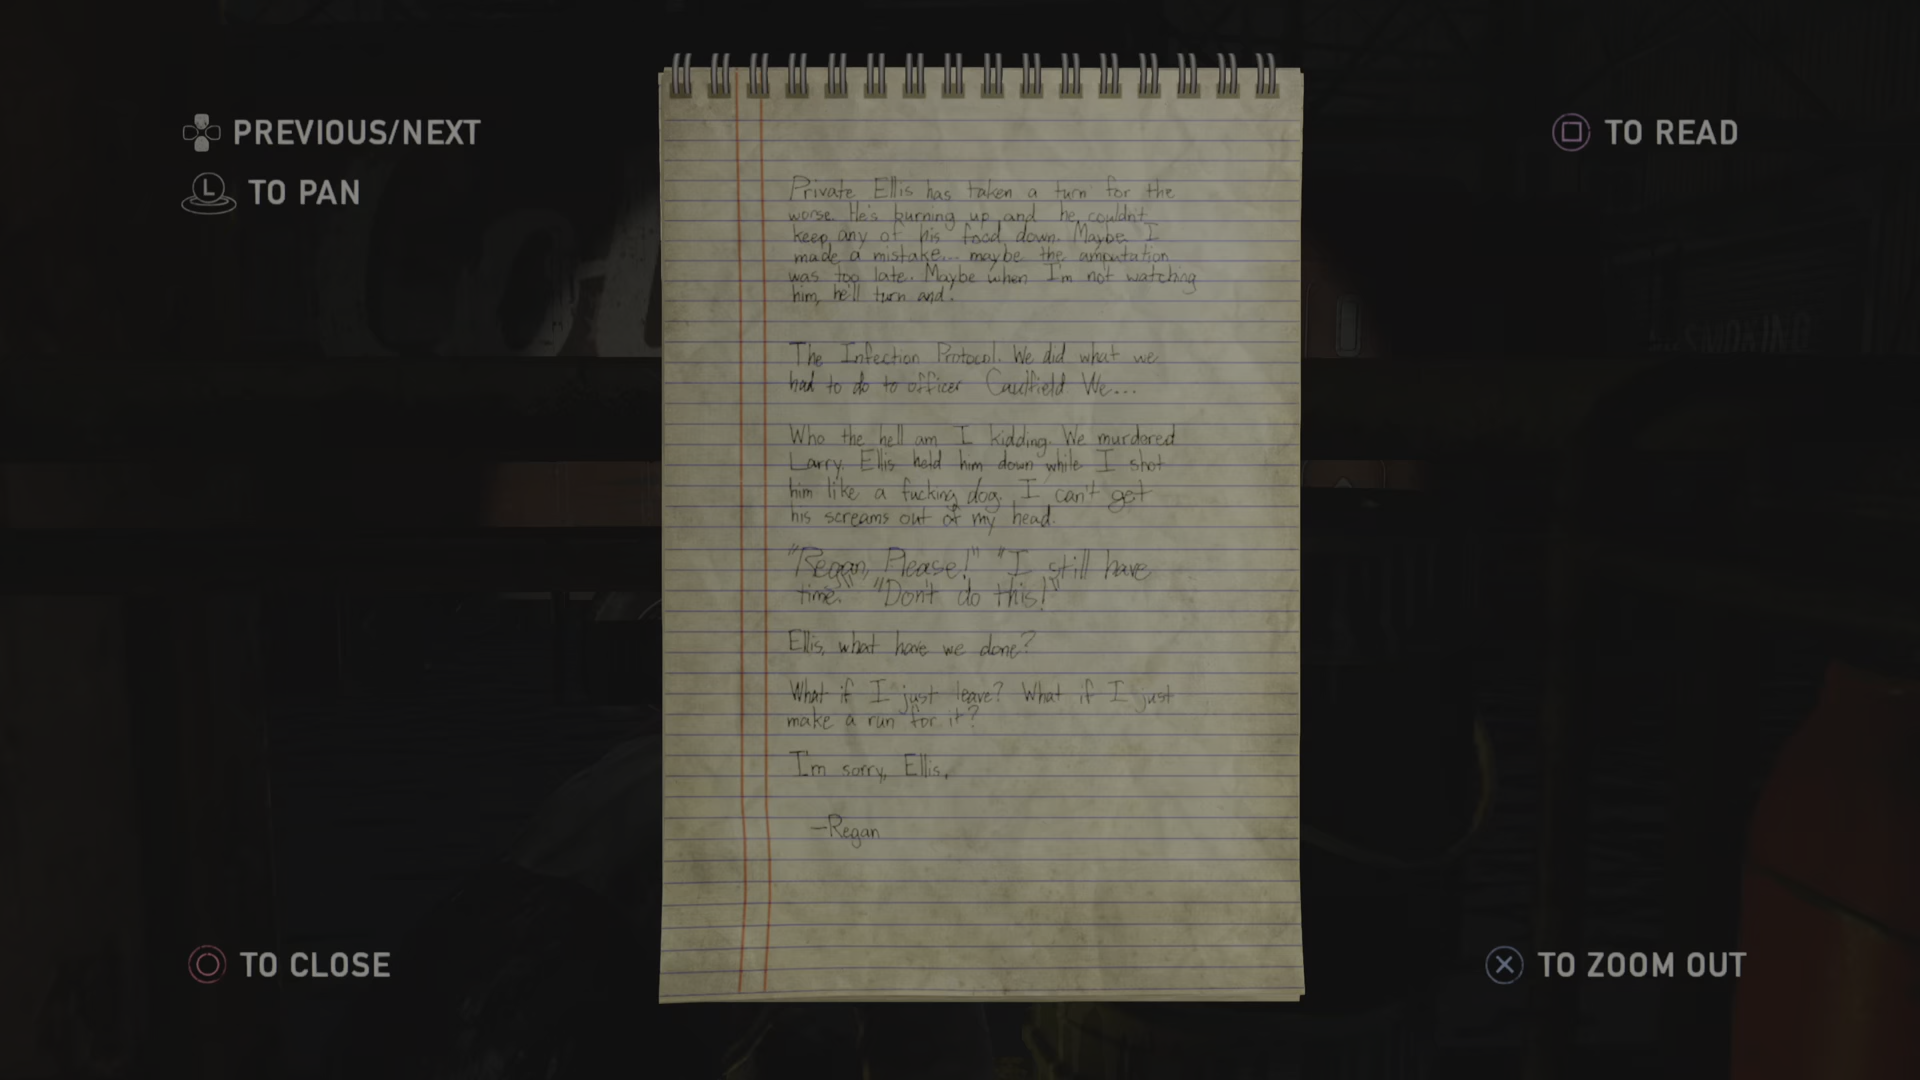 PREVIOUS/NEXT
L TO PAN
TO READ
Private Ellis has taken a turn for the
worse. He's burning up and he couldn't
keep any of his food down. Maybe I
made a mistake... maybe the amputation
was too late. Maybe when I'm not watching
him, he'll turn and.
The Infection Protocol. We did what we
had to do to officer Caulfield We...
Who the hell am I kidding. We murdered
Larry. Ellis held him down while I shot
him like a fucking dog. I can't get
his screams out of my head.
"Regan, Please!" "I still have
time." "Don't do this!"
Ellis, what have we done?
What if I just leave? What if I just
make a run for it?
I'm sorry, Ellis,
-Regan
TO CLOSE
TO ZOOM OUT
SMOKING